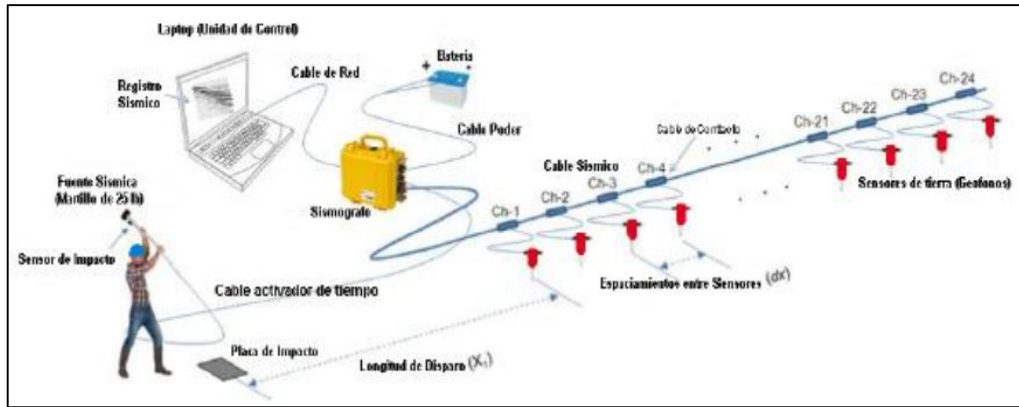 Laptop (Unidad de Control)
Bateria
+ -
Cable de Red
Registro
Sismico
Cable Poder
Ch-24
Ch-23
Ch-22
Ch-21
Cable de Contacto
Cable Sismico
Ch-4
Ch-3
Ch-2
Ch-1
Sensores de tierra (Geofonos)
Fuente Sismica
(Martillo de 25 lb)
Sismografo
Sensor de Impacto
Espaciamientos entre Sensores (dx)
Cable activador de tiempo
Placa de Impacto
Longitud de Disparo (X₁)